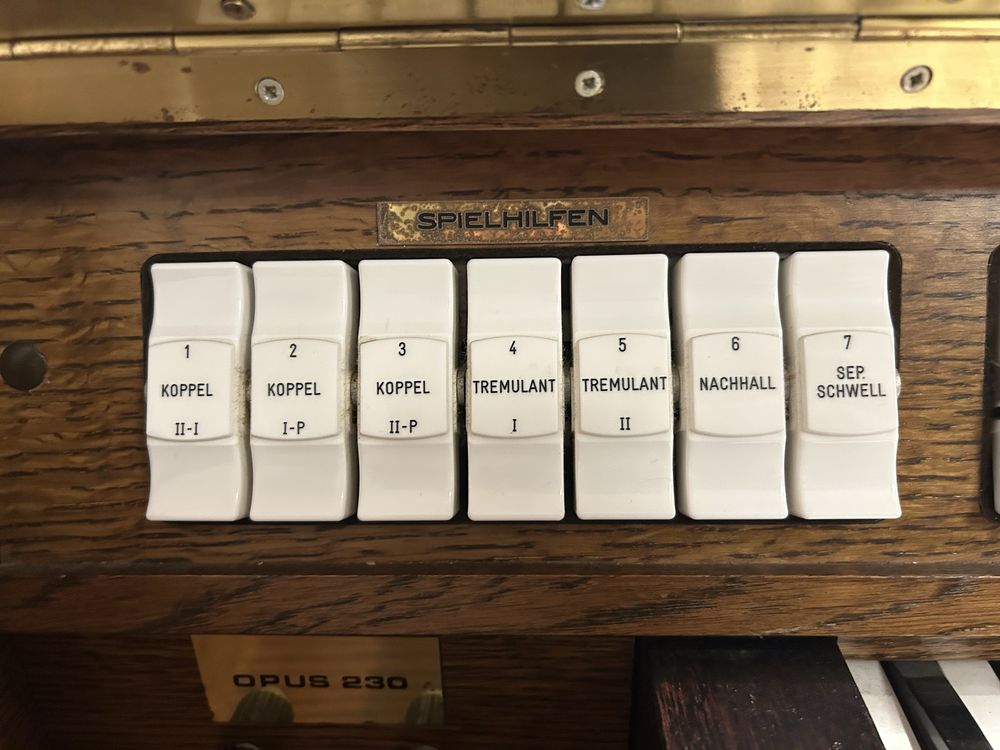 SPIELHILFEN
1
KOPPEL
II-I
2
KOPPEL
I-P
3
KOPPEL
II-P
4
TREMULANT
I
5
TREMULANT
II
6
NACHHALL
7
SEP.
SCHWELL
OPUS 230